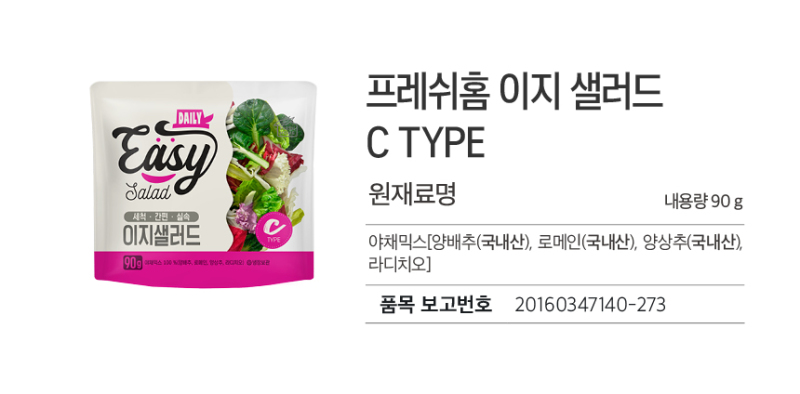 DAILY
Easy
Salad
세척 · 간편 · 실속
이지샐러드
C
TYPE
90g
프레쉬홈 이지 샐러드
C TYPE
원재료명
내용량 90 g
야채믹스[양배추(국내산), 로메인(국내산), 양상추(국내산),
라디치오]
품목 보고번호 20160347140-273